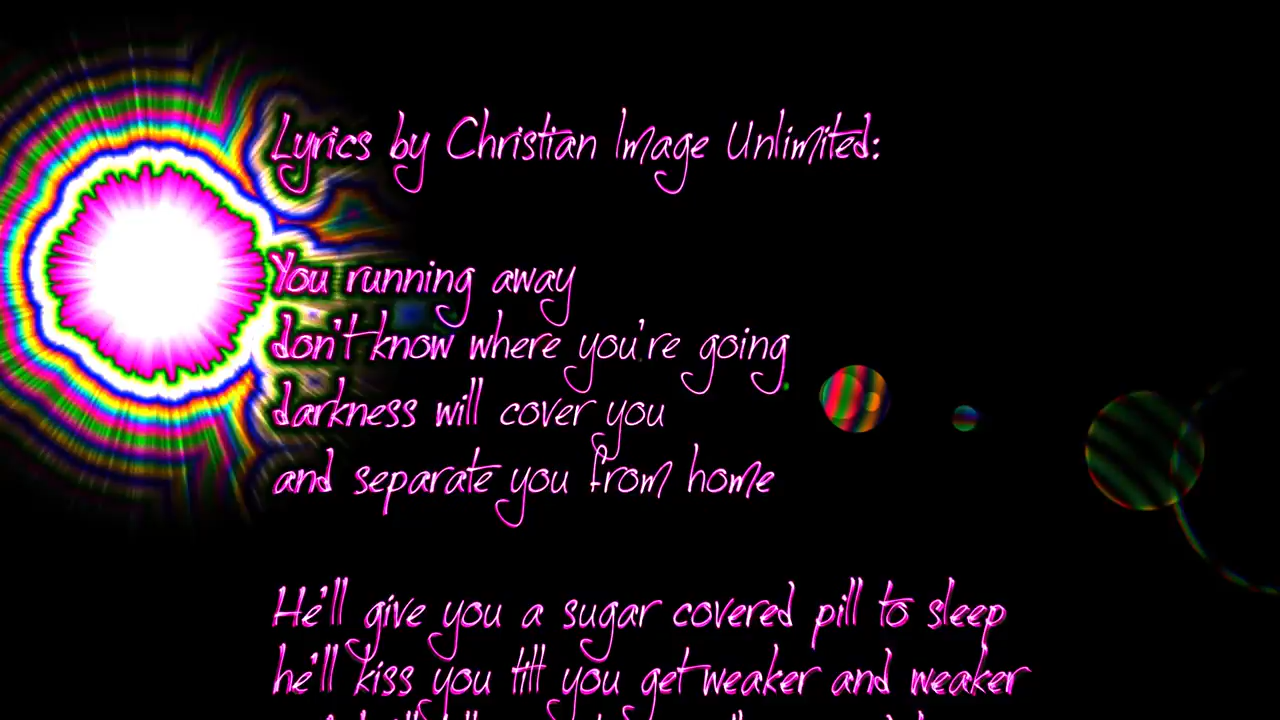 Lyrics by Christian Image Unlimited:
You running away
don't know where you're going
darkness will cover you
and separate you from home
He'll give you a sugar covered pill to sleep
he'll kiss you till you get weaker and weaker